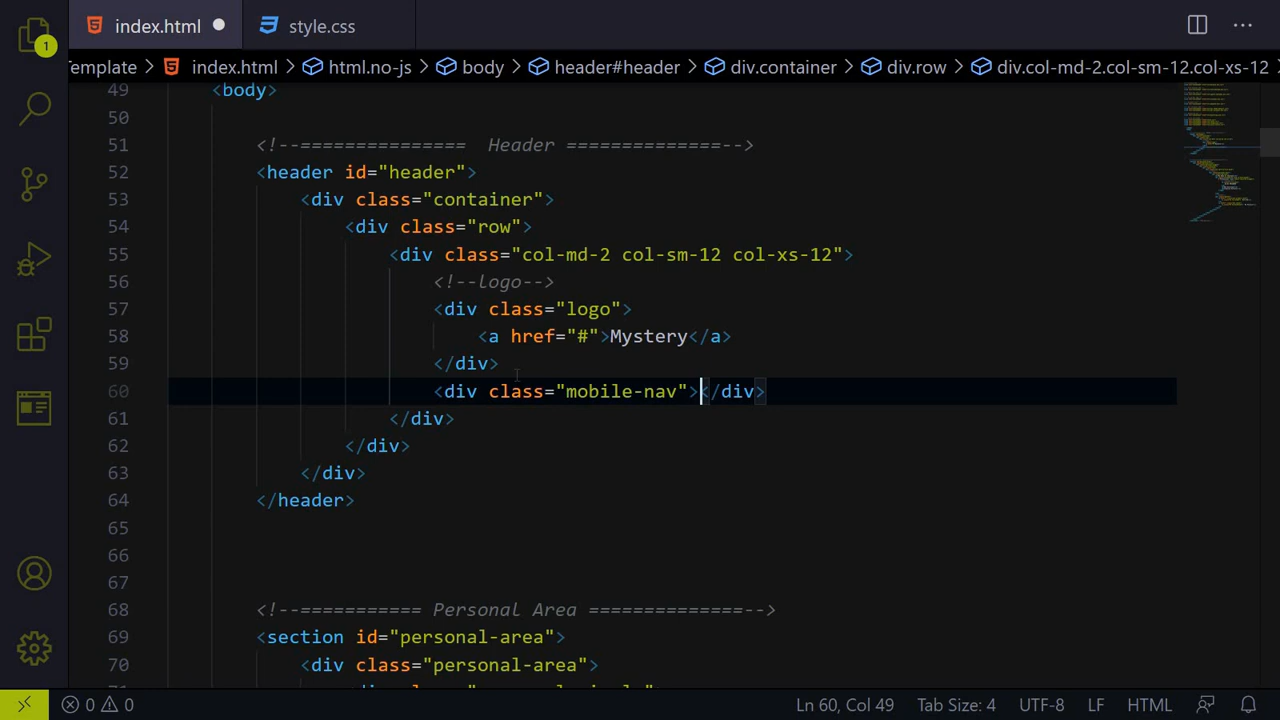 index.html
style.css
1
Template > index.html > html.no-js > body > header#header > div.container > div.row > div.col-md-2.col-sm-12.col-xs-12
49 <body>
50
51 <!--=============== Header ==============-->
52 <header id="header">
53 <div class="container">
54 <div class="row">
55 <div class="col-md-2 col-sm-12 col-xs-12">
56 <!--logo-->
57 <div class="logo">
58 <a href="#">Mystery</a>
59 </div>
60 <div class="mobile-nav"></div>
61 </div>
62 </div>
63 </div>
64 </header>
65
66
67
68 <!--=========== Personal Area ==============-->
69 <section id="personal-area">
70 <div class="personal-area">
0 0 Ln 60, Col 49 Tab Size: 4 UTF-8 LF HTML